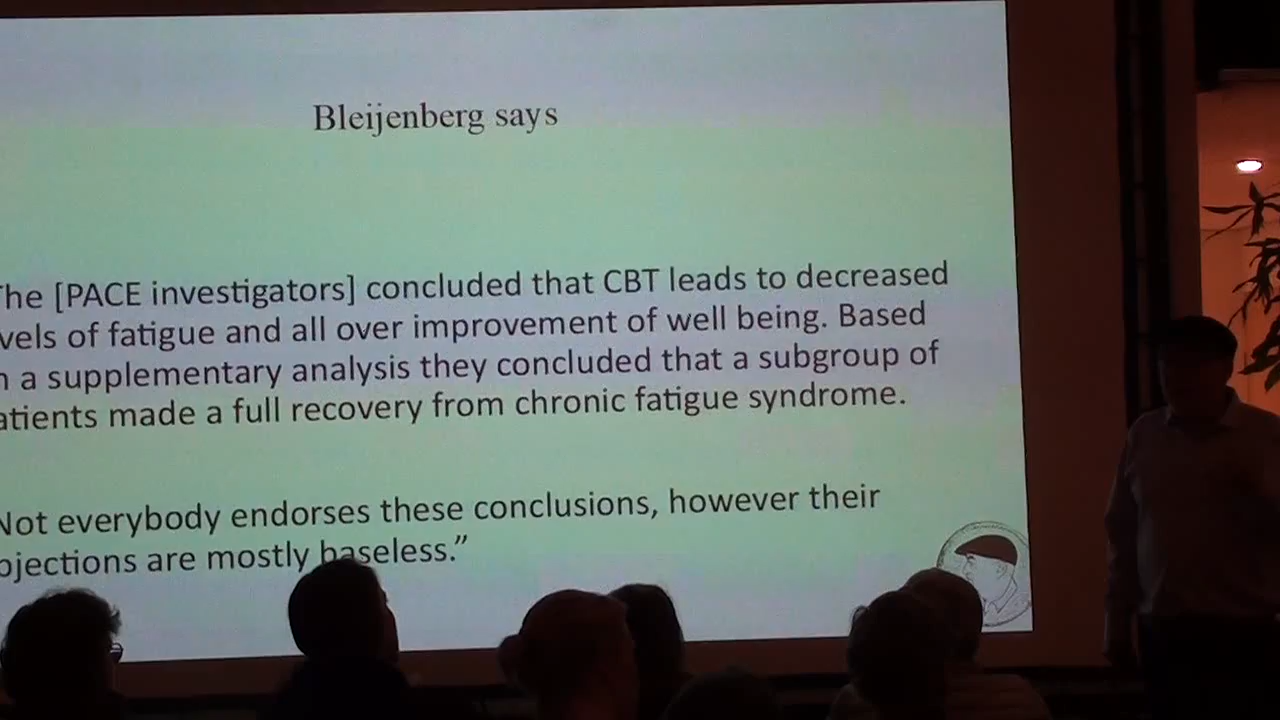 Bleijenberg says
The [PACE investigators] concluded that CBT leads to decreased
vels of fatigue and all over improvement of well being. Based
n a supplementary analysis they concluded that a subgroup of
atients made a full recovery from chronic fatigue syndrome.
Not everybody endorses these conclusions, however their
bjections are mostly baseless.”